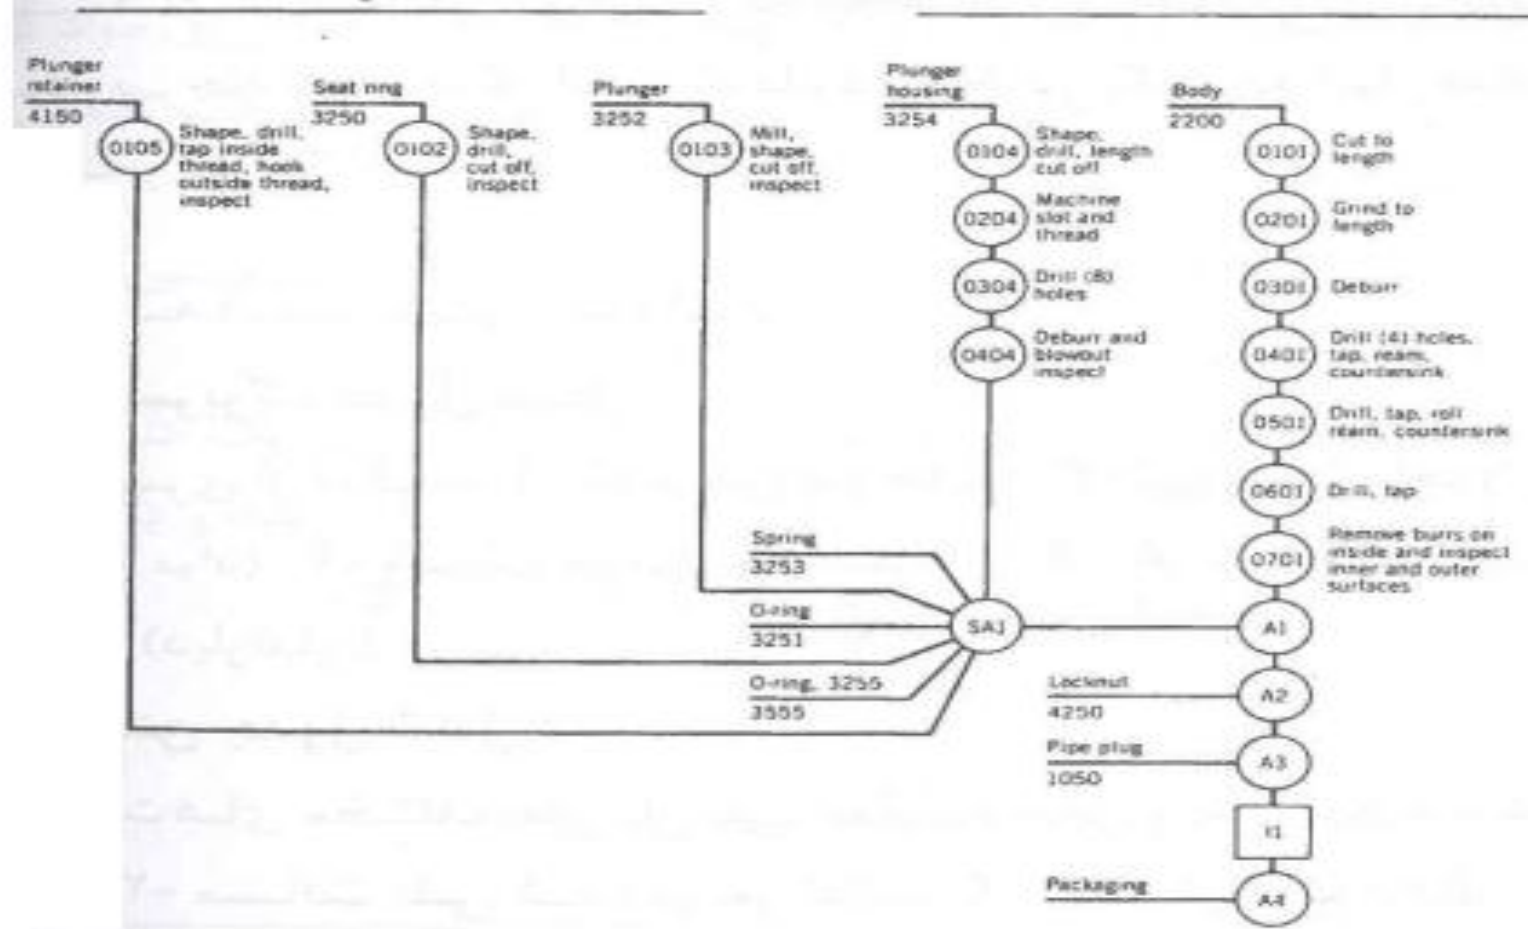 Plunger
retainer
4150
0105
Shape, drill,
tap inside
thread, hook
outside thread,
inspect
Seat ring
3250
0102
Shape,
drill,
cut off,
inspect
Plunger
3252
0103
Mill,
shape,
cut off,
inspect
Plunger
housing
3254
0104
Shape,
drill, length
cut off
0204
Machine
slot and
thread
0304
Drill (8)
holes
0404
Deburr and
blowout
inspect
Body
2200
0101
Cut to
length
0201
Grind to
length
0301
Deburr
0401
Drill (4) holes,
tap, ream,
countersink
0501
Drill, tap, roll
ream, countersink
0601
Drill, tap
0701
Remove burrs on
inside and inspect
inner and outer
surfaces
Spring
3253
O-ring
3251
O-ring, 3255
3555
SA1
A1
Locknut
4250
A2
Pipe plug
1050
A3
I1
Packaging
A4